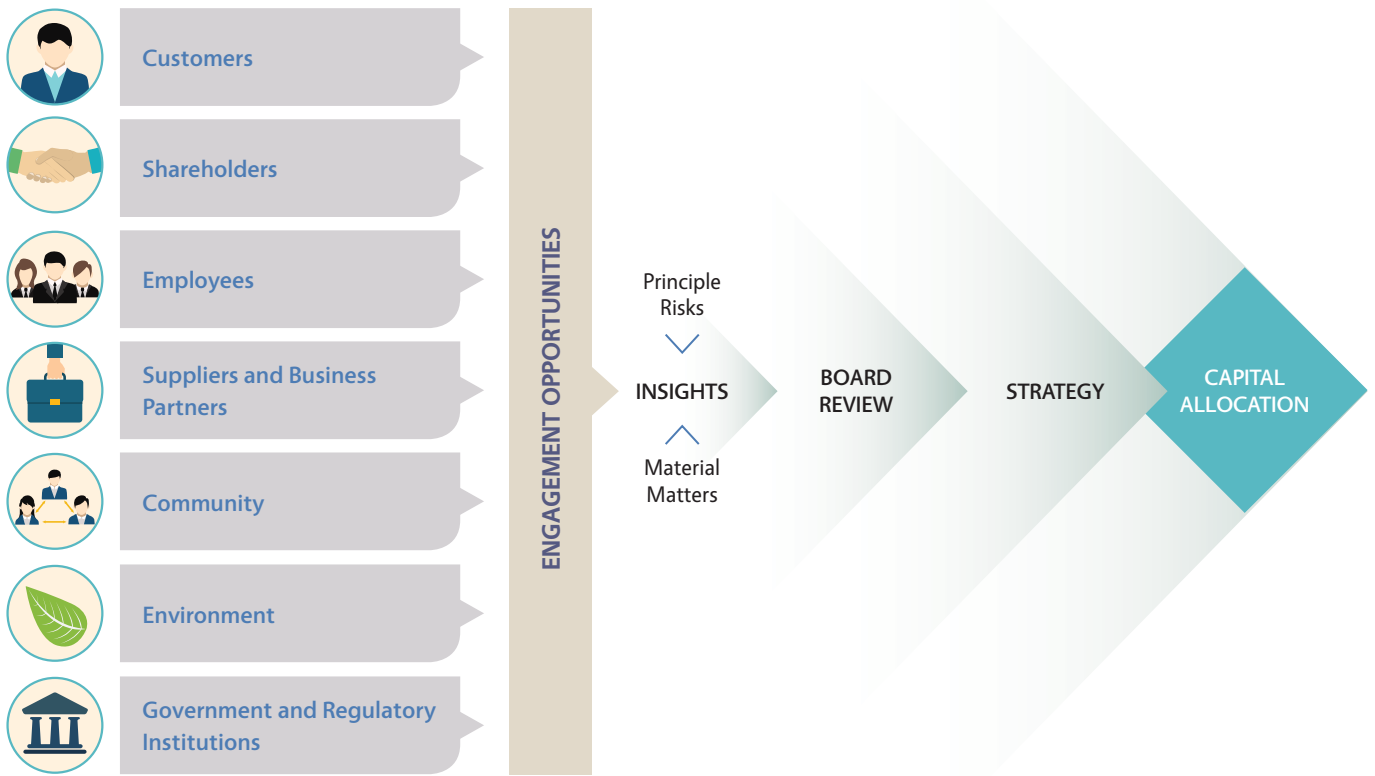 Customers
Shareholders
Employees
Suppliers and Business
Partners
Community
Environment
Government and Regulatory
Institutions
ENGAGEMENT OPPORTUNITIES
Principle
Risks
INSIGHTS
Material
Matters
BOARD
REVIEW
STRATEGY
CAPITAL
ALLOCATION